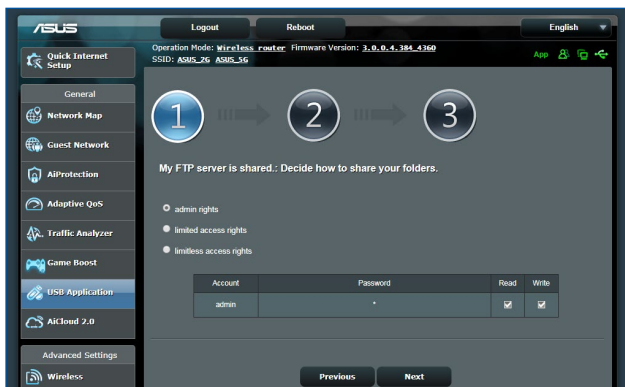 ASUS
Logout
Reboot
English
Quick Internet
Setup
Operation Mode: Wireless router Firmware Version: 3.0.0.4.384_4360
SSID: ASUS_2G ASUS_5G
App
General
Network Map
Guest Network
AiProtection
Adaptive QoS
Traffic Analyzer
Game Boost
USB Application
AiCloud 2.0
Advanced Settings
Wireless
1
2
3
My FTP server is shared.: Decide how to share your folders.
admin rights
limited access rights
limitless access rights
Account Password Read Write
admin *
Previous Next